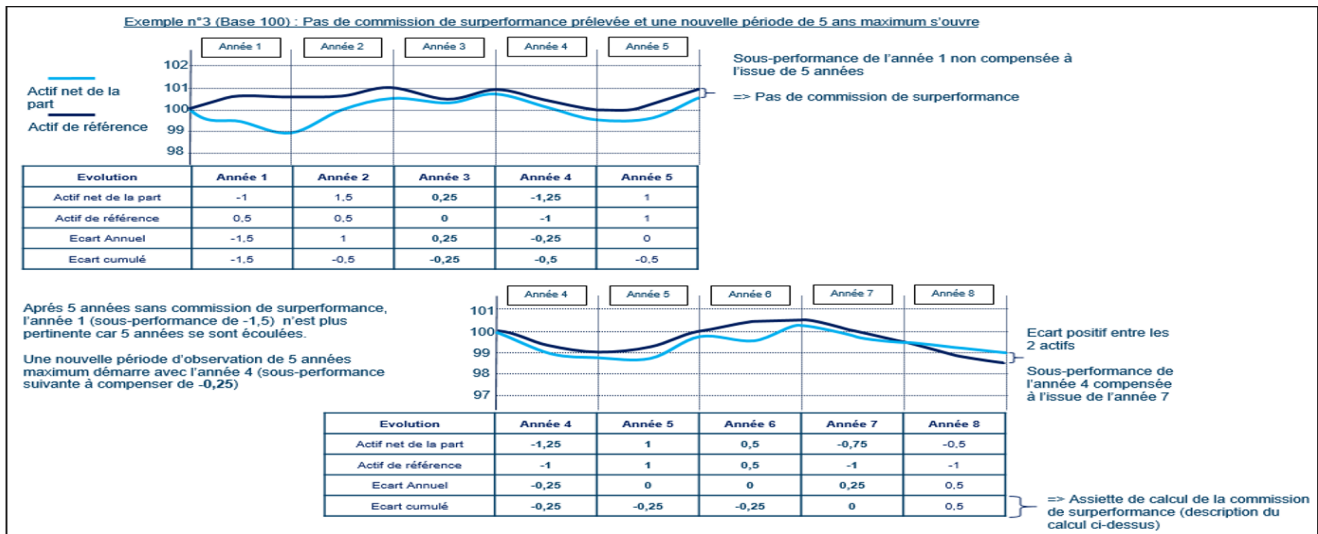 Exemple n°3 (Base 100) : Pas de commission de surperformance prélevée et une nouvelle période de 5 ans maximum s'ouvre
Année 1 Année 2 Année 3 Année 4 Année 5
102
101
100
99
98
Actif net de la
part
Actif de référence
Sous-performance de l'année 1 non compensée à
l'issue de 5 années
=> Pas de commission de surperformance
Evolution Année 1 Année 2 Année 3 Année 4 Année 5
Actif net de la part -1 1,5 0,25 -1,25 1
Actif de référence 0,5 0,5 0 -1 1
Ecart Annuel -1,5 1 0,25 -0,25 0
Ecart cumulé -1,5 -0,5 -0,25 -0,5 -0,5
Aprés 5 années sans commission de surperformance,
l'année 1 (sous-performance de -1,5) n'est plus
pertinente car 5 années se sont écoulées.
Une nouvelle période d'observation de 5 années
maximum démarre avec l'année 4 (sous-performance
suivante à compenser de -0,25)
Année 4 Année 5 Année 6 Année 7 Année 8
101
100
99
98
97
Ecart positif entre les
2 actifs
Sous-performance de
l'année 4 compensée
à l'issue de l'année 7
Evolution Année 4 Année 5 Année 6 Année 7 Année 8
Actif net de la part -1,25 1 0,5 -0,75 -0,5
Actif de référence -1 1 0,5 -1 -1
Ecart Annuel -0,25 0 0 0,25 0,5
Ecart cumulé -0,25 -0,25 -0,25 0 0,5
=> Assiette de calcul de la commission
de surperformance (description du
calcul ci-dessus)